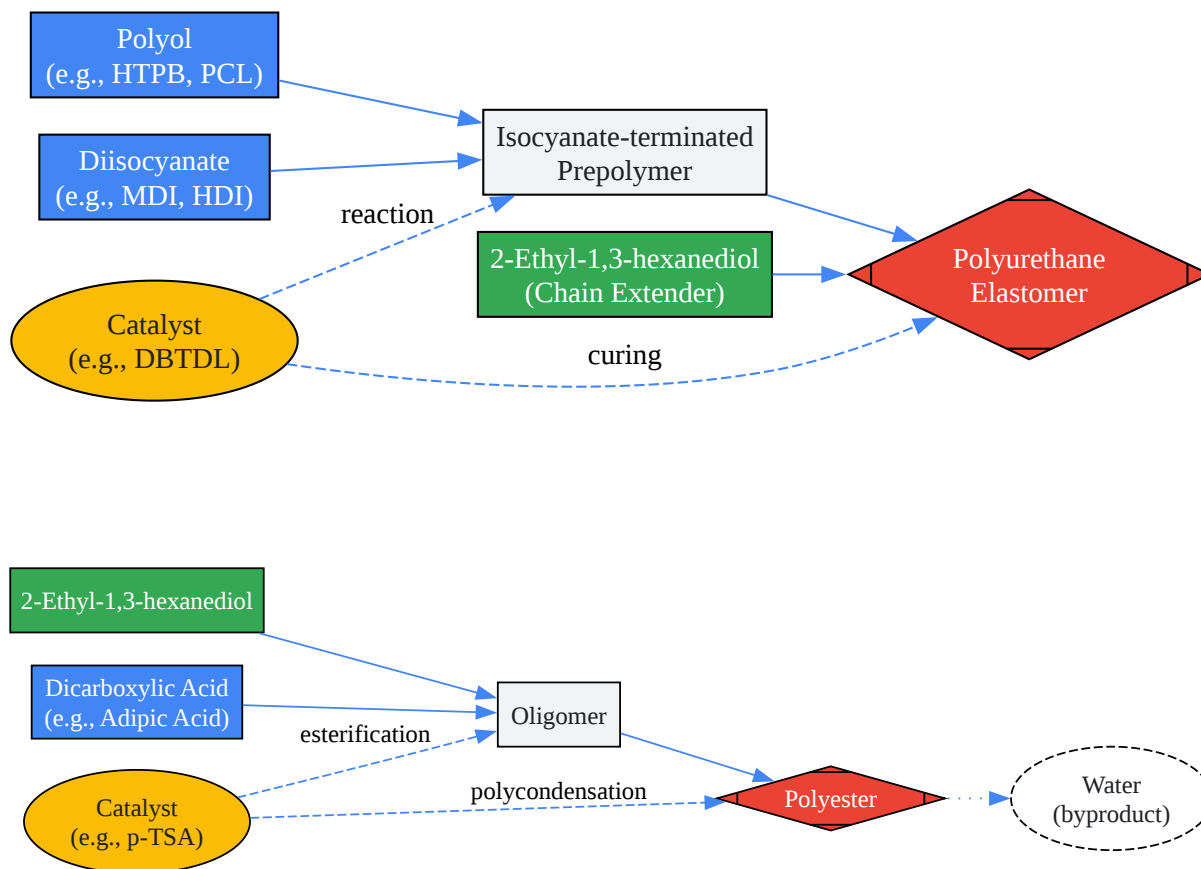 Polyol
(e.g., HTPB, PCL)
Diisocyanate
(e.g., MDI, HDI)
Isocyanate-terminated
Prepolymer
reaction
2-Ethyl-1,3-hexanediol
(Chain Extender)
Polyurethane
Elastomer
Catalyst
(e.g., DBTDL)
curing
2-Ethyl-1,3-hexanediol
Dicarboxylic Acid
(e.g., Adipic Acid)
Oligomer
esterification
Catalyst
(e.g., p-TSA)
polycondensation
Polyester
Water
(byproduct)